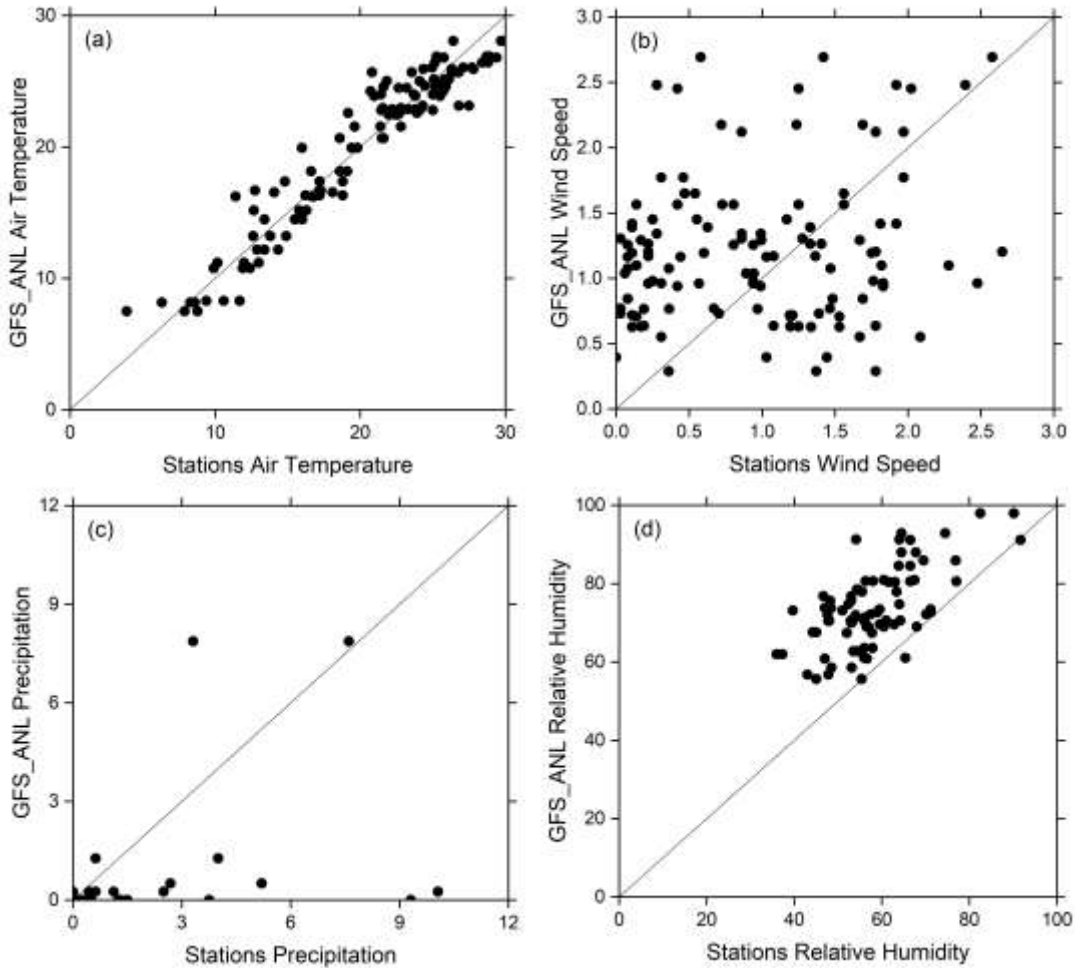 (a)
GFS_ANL Air Temperature
30
20
10
0
0 10 20 30
Stations Air Temperature
(b)
GFS_ANL Wind Speed
3.0
2.5
2.0
1.5
1.0
0.5
0.0
0.0 0.5 1.0 1.5 2.0 2.5 3.0
Stations Wind Speed
(c)
GFS_ANL Precipitation
12
9
6
3
0
0 3 6 9 12
Stations Precipitation
(d)
GFS_ANL Relative Humidity
100
80
60
40
20
0
0 20 40 60 80 100
Stations Relative Humidity